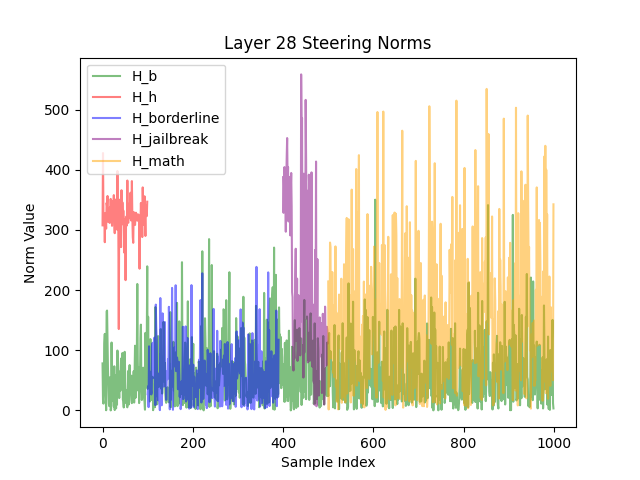 Layer 28 Steering Norms
H_b
H_h
H_borderline
H_jailbreak
H_math
Norm Value
500
400
300
200
100
0
0
200
400
600
800
1000
Sample Index